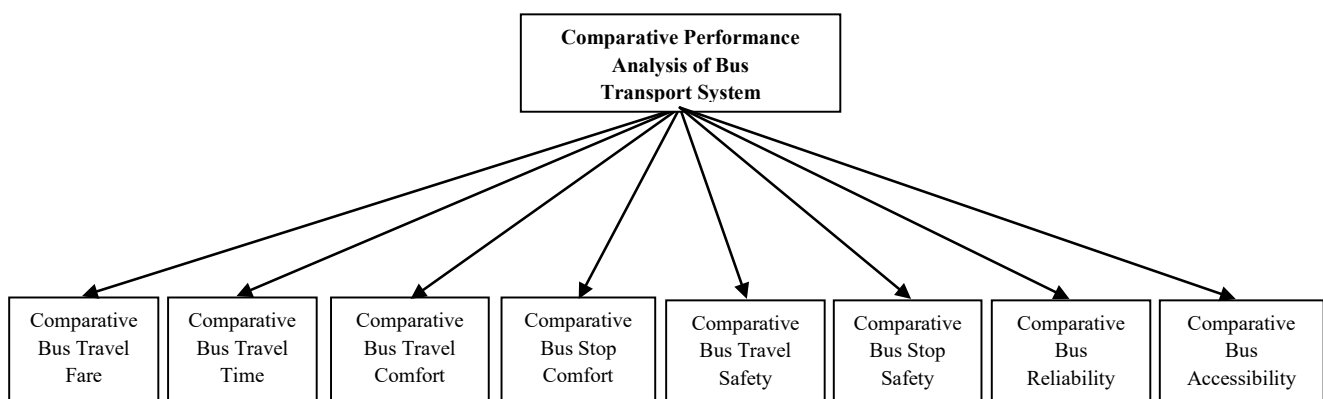 Comparative Performance
Analysis of Bus
Transport System
Comparative
Bus Travel
Fare
Comparative
Bus Travel
Time
Comparative
Bus Travel
Comfort
Comparative
Bus Stop
Comfort
Comparative
Bus Travel
Safety
Comparative
Bus Stop
Safety
Comparative
Bus
Reliability
Comparative
Bus
Accessibility